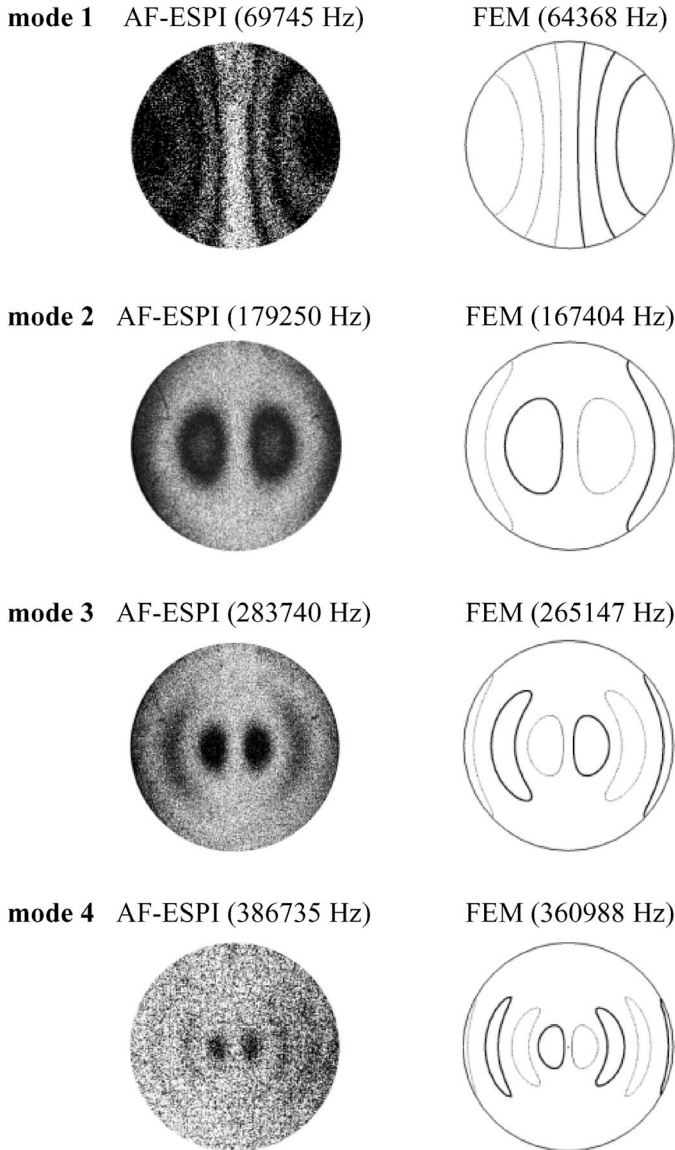 mode 1 AF-ESPI (69745 Hz) FEM (64368 Hz)
mode 2 AF-ESPI (179250 Hz) FEM (167404 Hz)
mode 3 AF-ESPI (283740 Hz) FEM (265147 Hz)
mode 4 AF-ESPI (386735 Hz) FEM (360988 Hz)